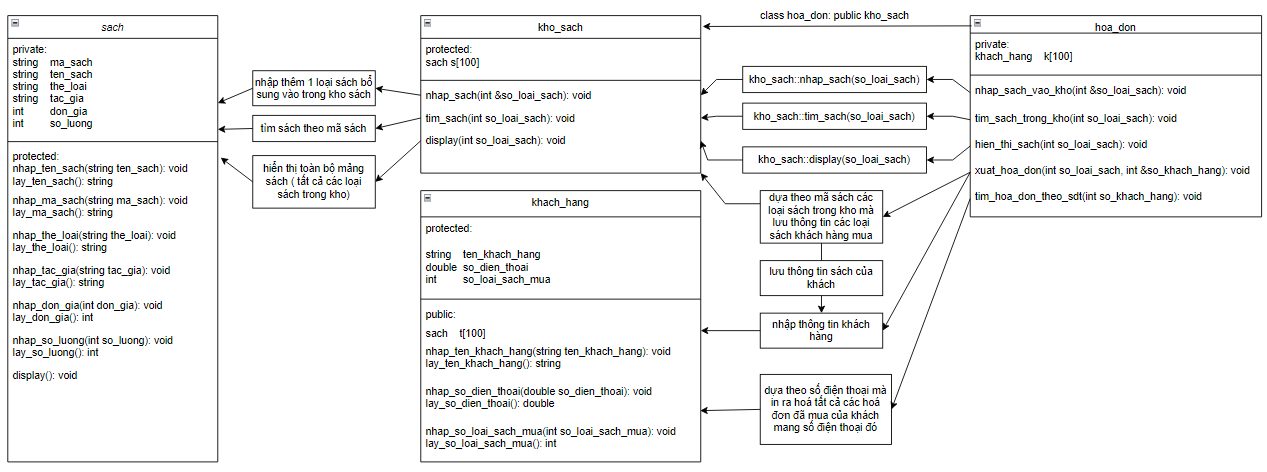 sach
private:
string ma_sach
string ten_sach
string the_loai
string tac_gia
int don_gia
int so_luong
protected:
nhap_ten_sach(string ten_sach): void
lay_ten_sach(): string
nhap_ma_sach(string ma_sach): void
lay_ma_sach(): string
nhap_the_loai(string the_loai): void
lay_the_loai(): string
nhap_tac_gia(string tac_gia): void
lay_tac_gia(): string
nhap_don_gia(int don_gia): void
lay_don_gia(): int
nhap_so_luong(int so_luong): void
lay_so_luong(): int
display(): void
nhập thêm 1 loại sách bổ
sung vào trong kho sách
tìm sách theo mã sách
hiển thị toàn bộ mảng
sách ( tất cả các loại
sách trong kho)
kho_sach
protected:
sach s[100]
nhap_sach(int &so_loai_sach): void
tim_sach(int so_loai_sach): void
display(int so_loai_sach): void
khach_hang
protected:
string ten_khach_hang
double so_dien_thoai
int so_loai_sach_mua
public:
sach t[100]
nhap_ten_khach_hang(string ten_khach_hang): void
lay_ten_khach_hang(): string
nhap_so_dien_thoai(double so_dien_thoai): void
lay_so_dien_thoai(): double
nhap_so_loai_sach_mua(int so_loai_sach_mua): void
lay_so_loai_sach_mua(): int
class hoa_don: public kho_sach
kho_sach::nhap_sach(so_loai_sach)
kho_sach::tim_sach(so_loai_sach)
kho_sach::display(so_loai_sach)
dựa theo mã sách các
loại sách trong kho mà
lưu thông tin các loại
sách khách hàng mua
lưu thông tin sách của
khách
nhập thông tin khách
hàng
dựa theo số điện thoại mà
in ra hoá tất cả các hoá
đơn đã mua của khách
mang số điện thoại đó
hoa_don
private:
khach_hang k[100]
nhap_sach_vao_kho(int &so_loai_sach): void
tim_sach_trong_kho(int so_loai_sach): void
hien_thi_sach(int so_loai_sach): void
xuat_hoa_don(int so_loai_sach, int &so_khach_hang): void
tim_hoa_don_theo_sdt(int so_khach_hang): void